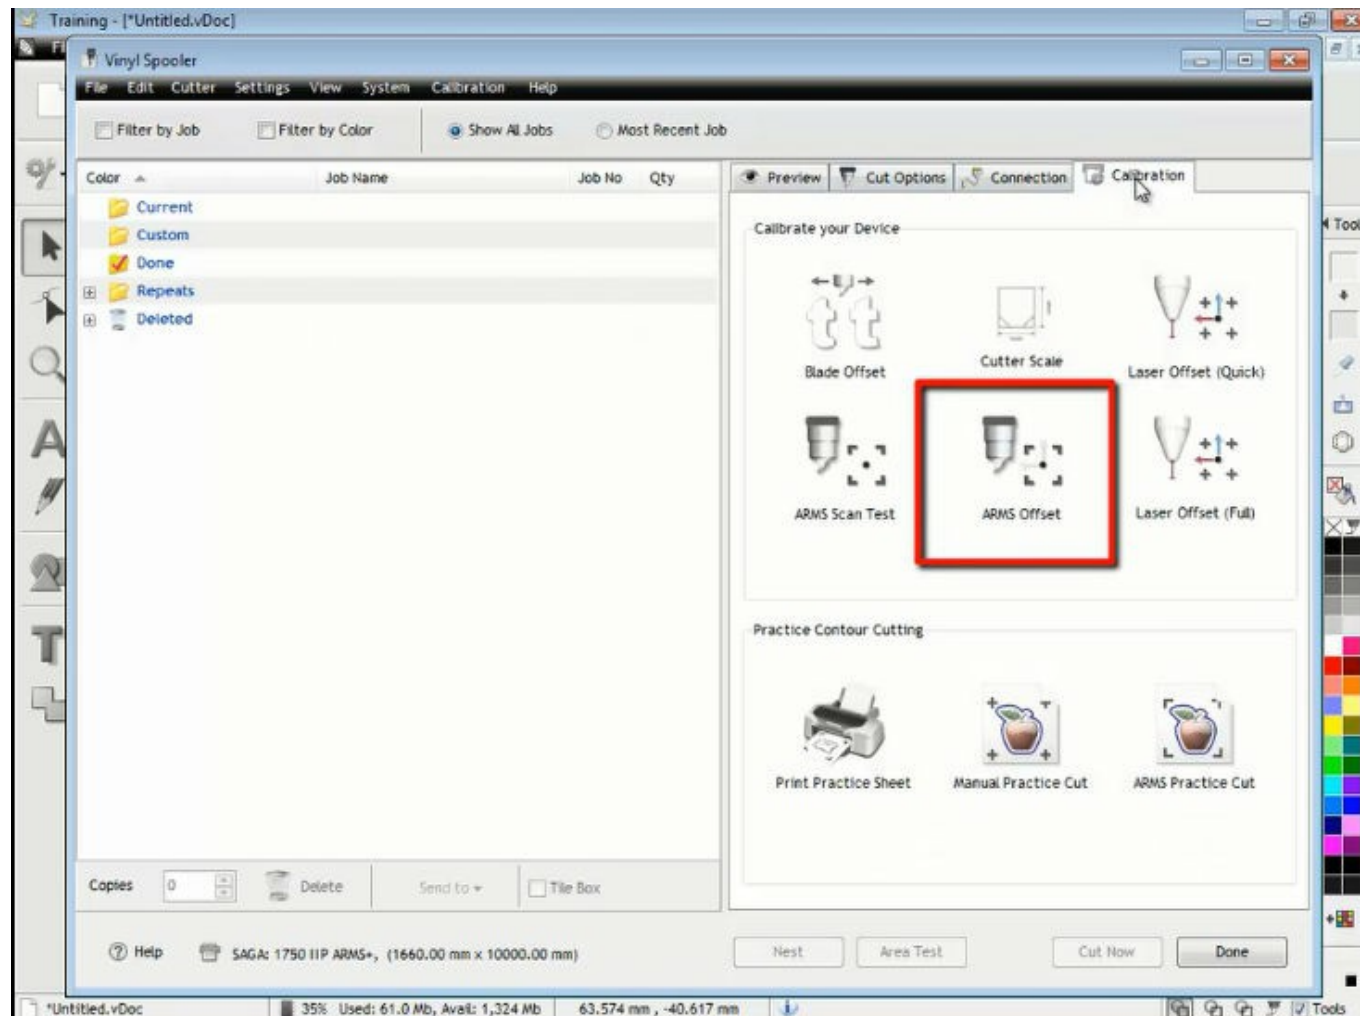 Training - [*Untitled.vDoc]
Vinyl Spooler
File Edit Cutter Settings View System Calibration Help
Filter by Job Filter by Color Show All Jobs Most Recent Job
Color Job Name Job No Qty
Preview Cut Options Connection Calibration
Current
Custom
Done
Repeats
Deleted
Calibrate your Device
Blade Offset Cutter Scale Laser Offset (Quick)
ARMS Scan Test ARMS Offset Laser Offset (Full)
Practice Contour Cutting
Print Practice Sheet Manual Practice Cut ARMS Practice Cut
Copies 0 Delete Send to Tile Box
Help SAGA: 1750 IIP ARMS+, (1660.00 mm x 10000.00 mm)
Nest Area Test Cut Now Done
*Untitled.vDoc 35% Used: 61.0 Mb, Avail: 1,324 Mb 63.574 mm , -40.617 mm Tools